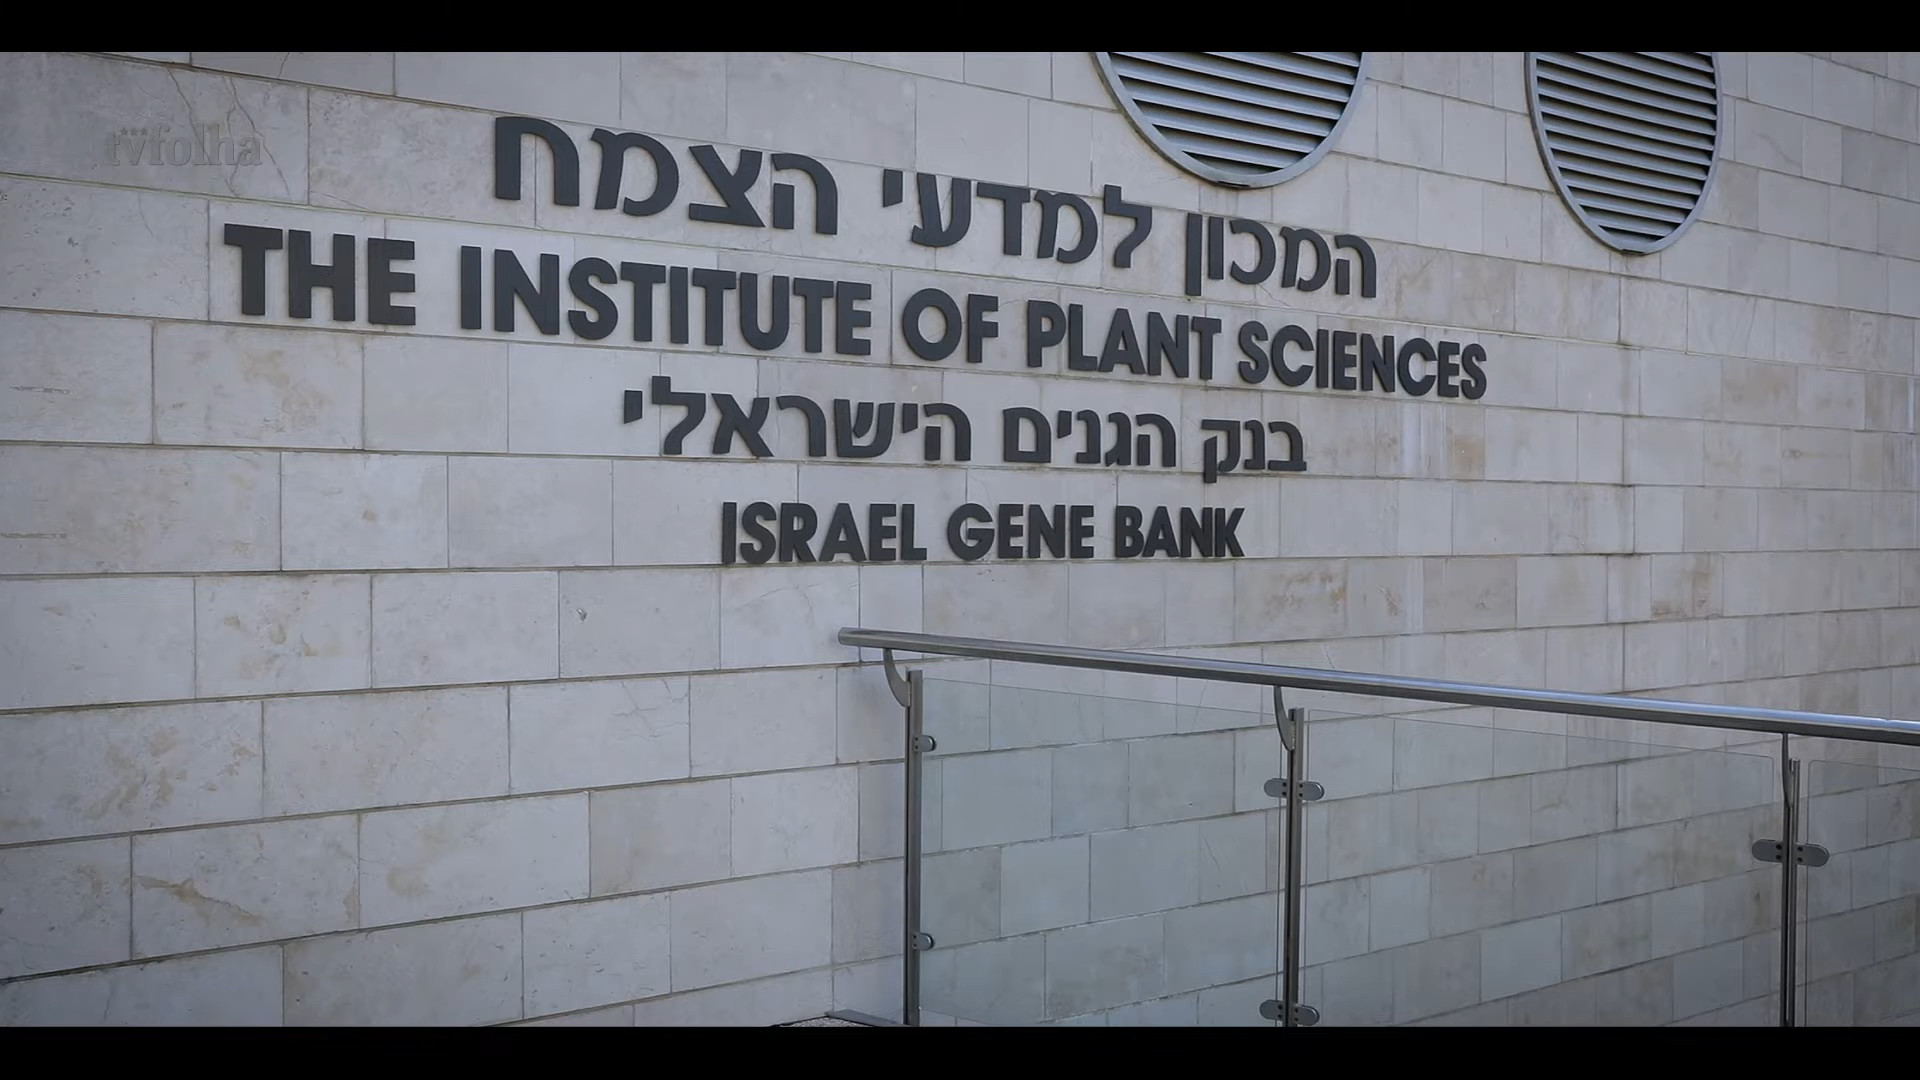 tvfolha
המכון למדעי הצמח
THE INSTITUTE OF PLANT SCIENCES
בנק הגנים הישראלי
ISRAEL GENE BANK